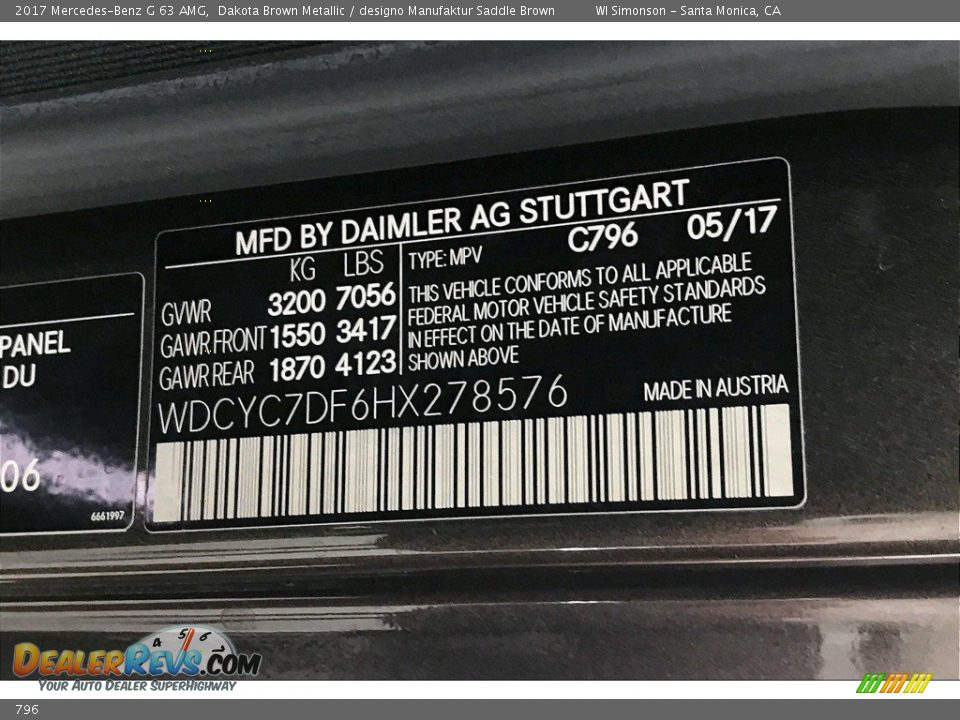 2017 Mercedes-Benz G 63 AMG, Dakota Brown Metallic / designo Manufaktur Saddle Brown WI Simonson - Santa Monica, CA
MFD BY DAIMLER AG STUTTGART
KG LBS
GVWR 3200 7056
GAWR FRONT 1550 3417
GAWR REAR 1870 4123
TYPE: MPV C796 05/17
THIS VEHICLE CONFORMS TO ALL APPLICABLE
FEDERAL MOTOR VEHICLE SAFETY STANDARDS
IN EFFECT ON THE DATE OF MANUFACTURE
SHOWN ABOVE
WDCYC7DF6HX278576 MADE IN AUSTRIA
PANEL
DU
06
6661997
4 5 6
DEALERREVS.COM
YOUR AUTO DEALER SUPERHIGHWAY
796